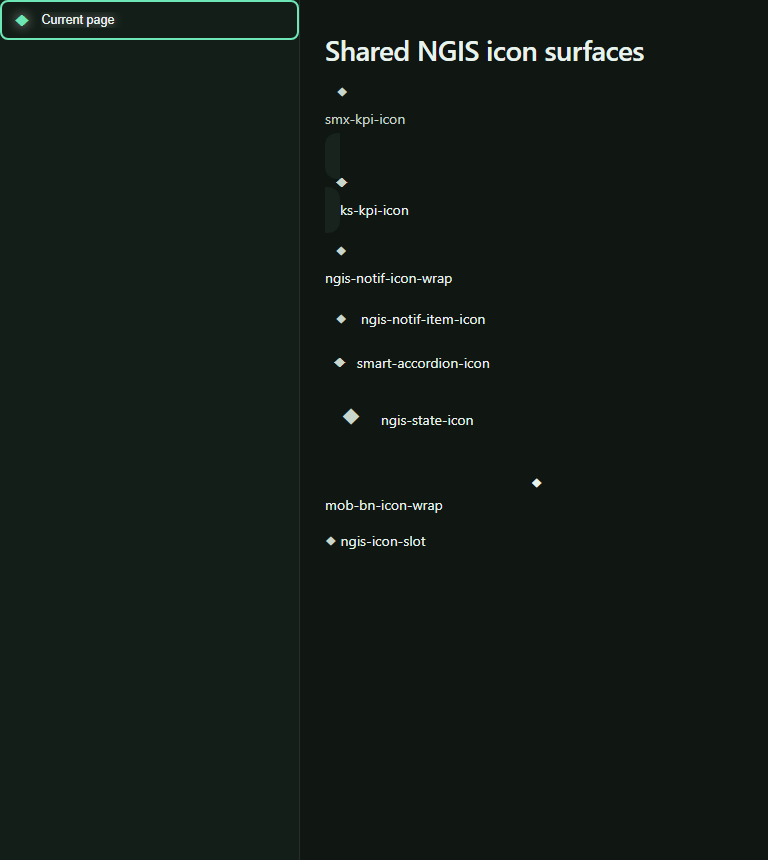 Current page
Shared NGIS icon surfaces
smx-kpi-icon
ks-kpi-icon
ngis-notif-icon-wrap
ngis-notif-item-icon
smart-accordion-icon
ngis-state-icon
mob-bn-icon-wrap
ngis-icon-slot